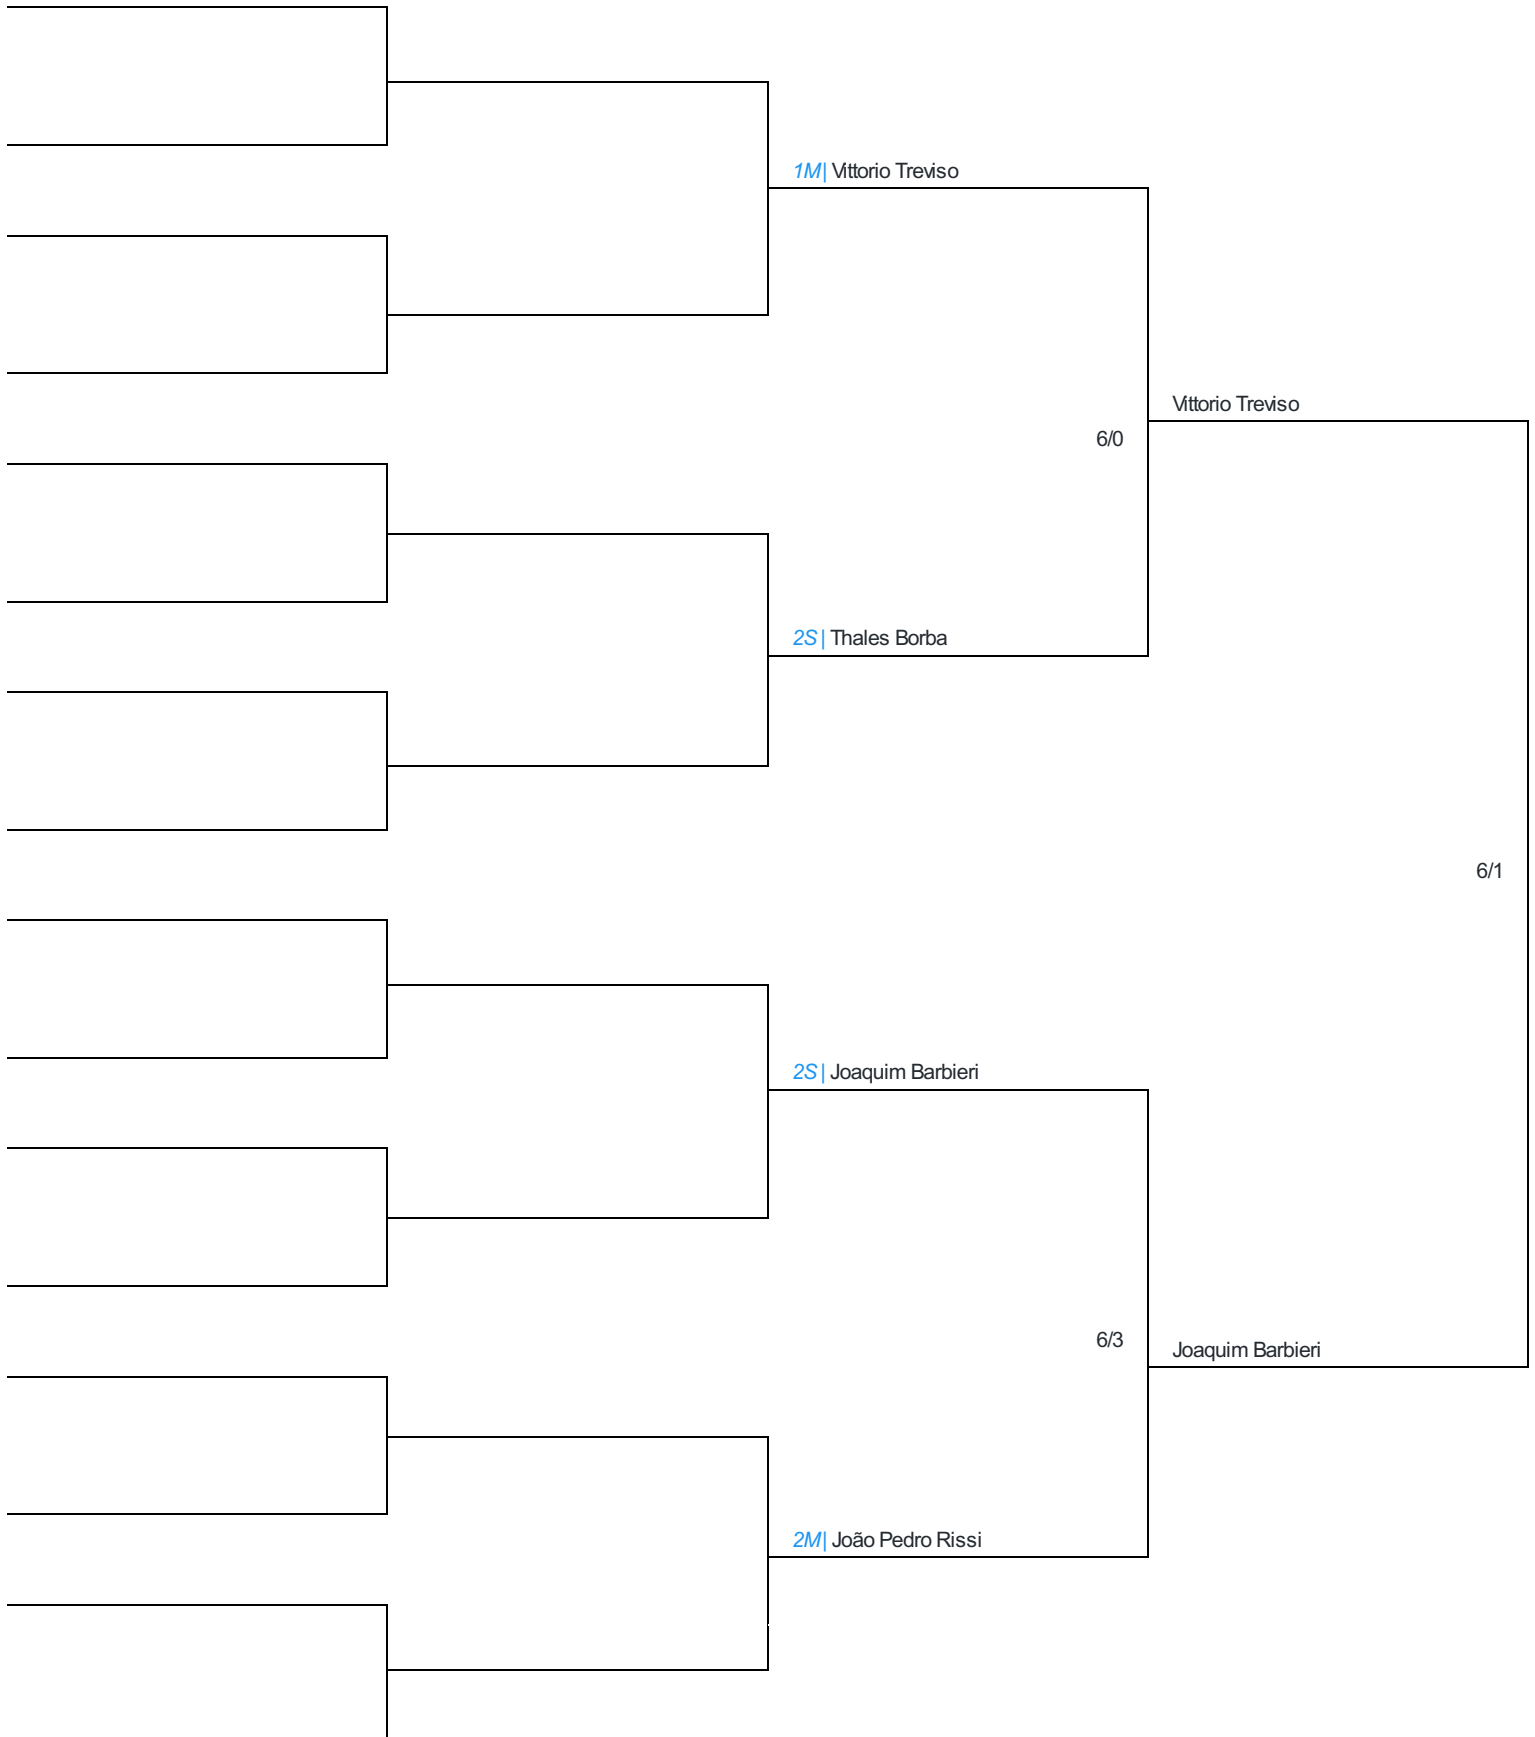 1M| Vittorio Treviso
Vittorio Treviso
6/0
2S| Thales Borba
6/1
2S| Joaquim Barbieri
6/3
Joaquim Barbieri
2M| João Pedro Rissi